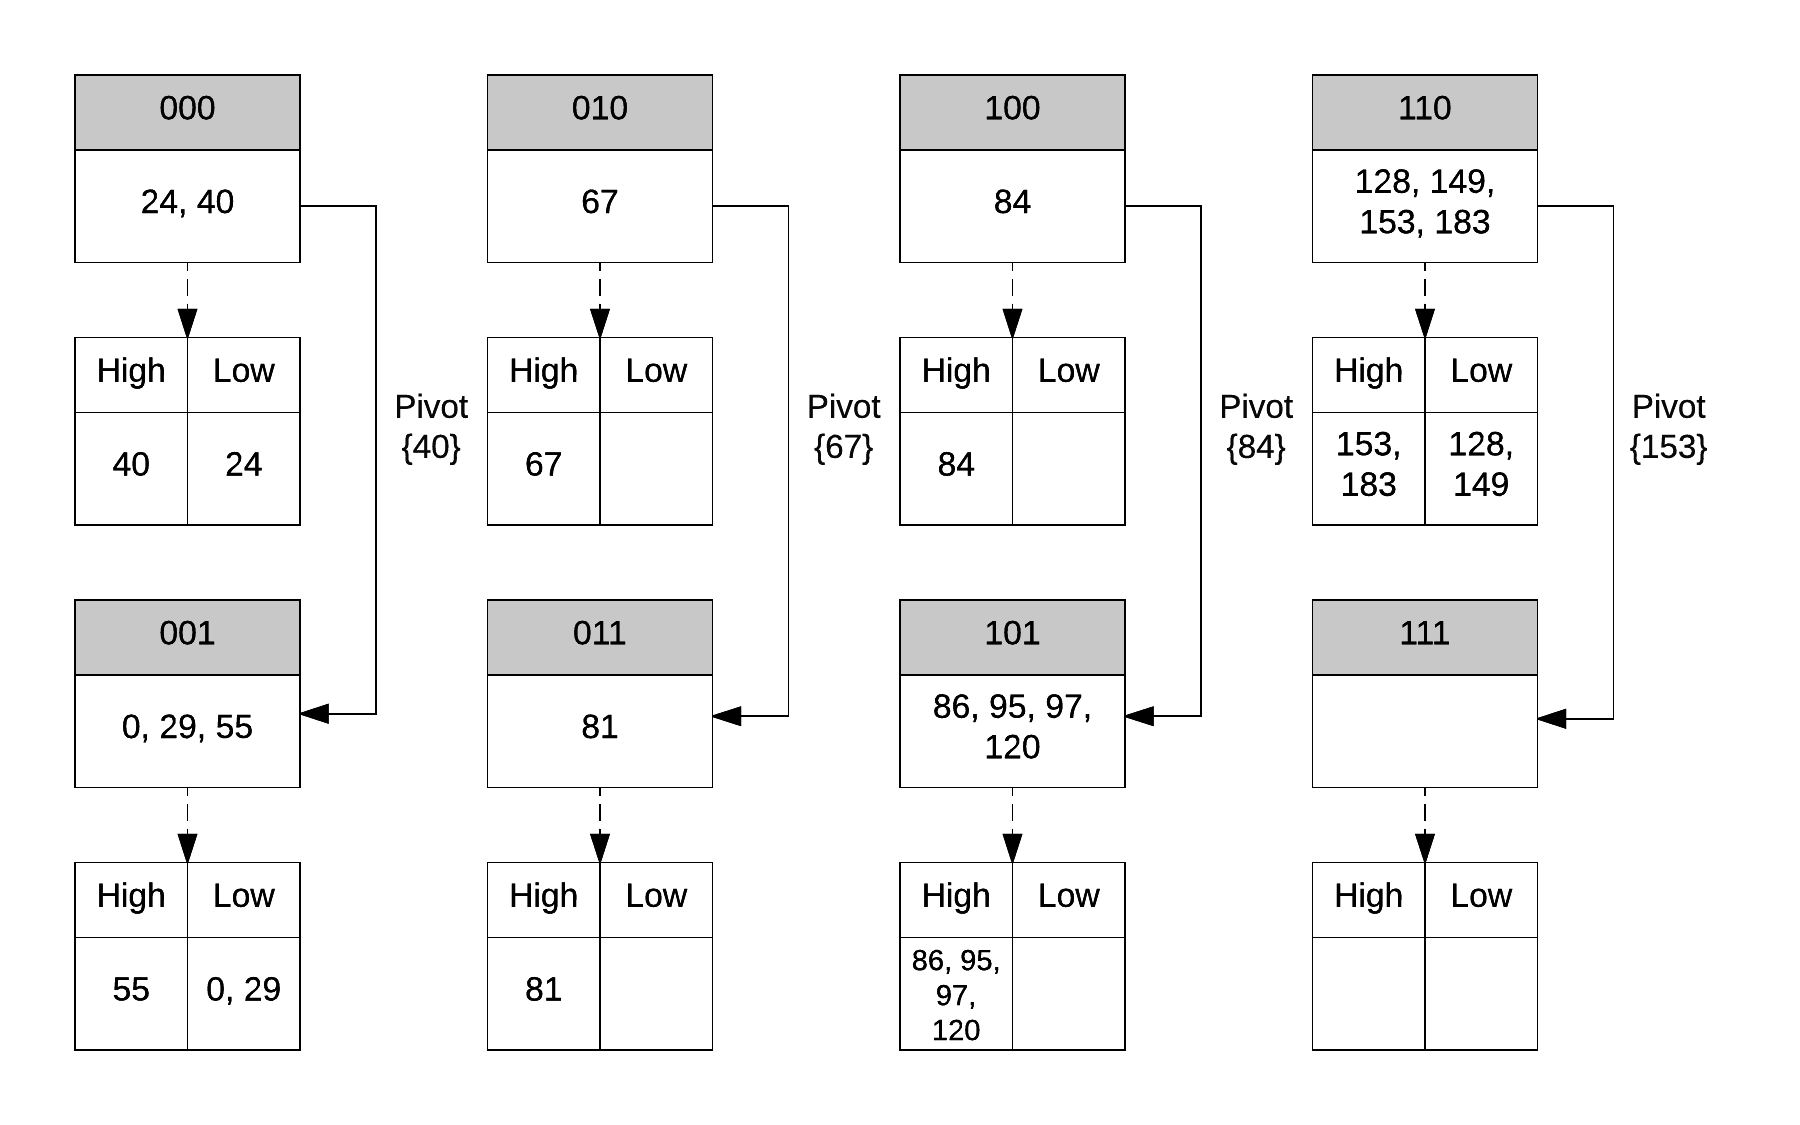 000
24, 40
High Low
40 24
Pivot
{40}
001
0, 29, 55
High Low
55 0, 29
010
67
High Low
67
Pivot
{67}
011
81
High Low
81
100
84
High Low
84
Pivot
{84}
101
86, 95, 97,
120
High Low
86, 95,
97,
120
110
128, 149,
153, 183
High Low
153,
183
128,
149
Pivot
{153}
111
High Low